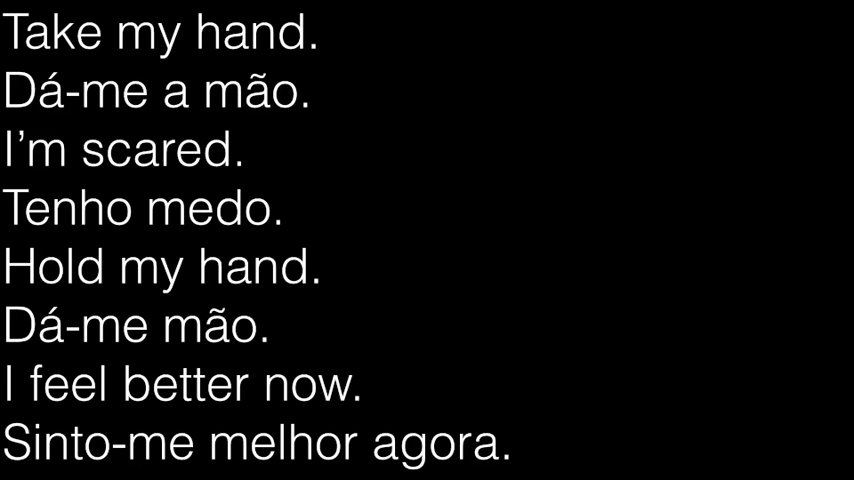 Take my hand.
Dá-me a mão.
I’m scared.
Tenho medo.
Hold my hand.
Dá-me mão.
I feel better now.
Sinto-me melhor agora.